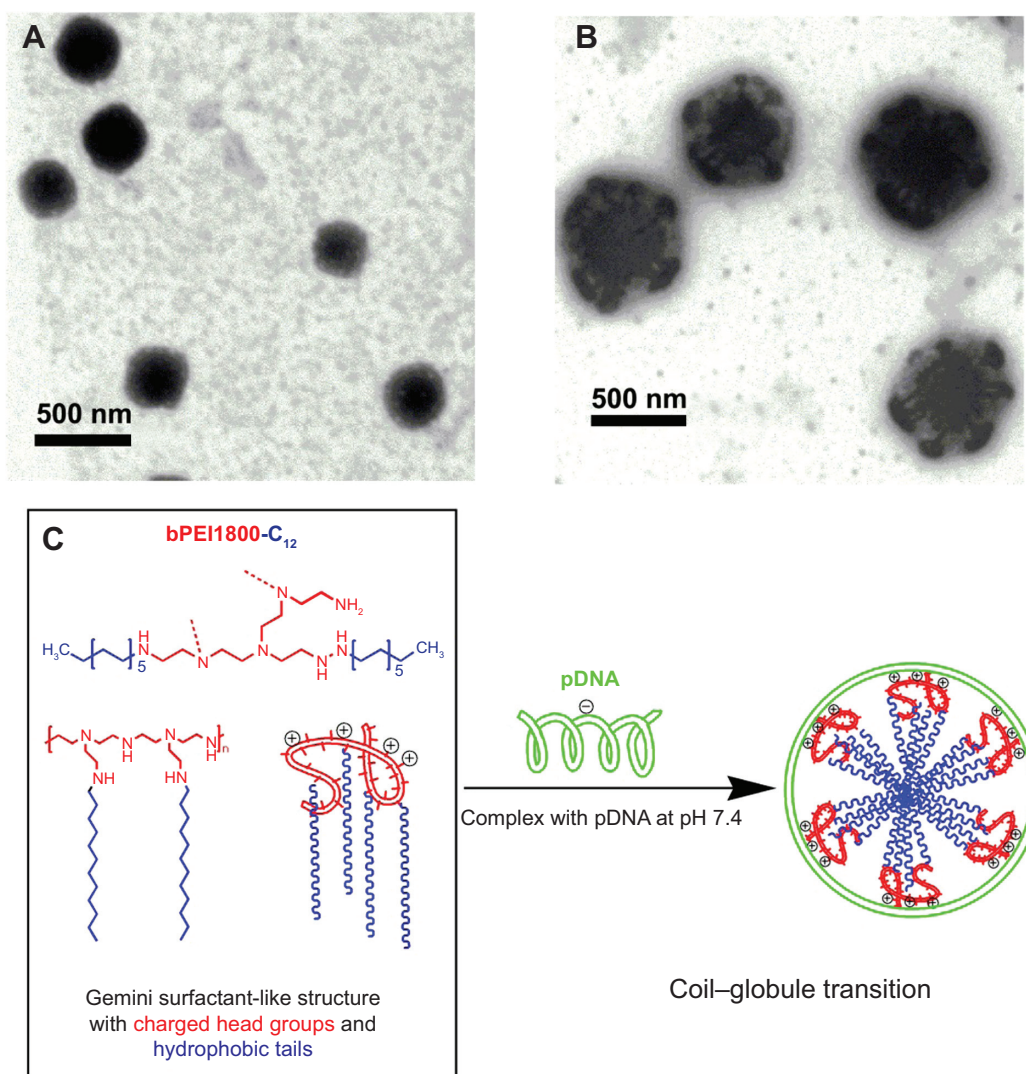 A
500 nm
B
500 nm
C
bPEI1800-C₁₂
N
NH₂
H₃C
5
H
N
N
N
N
H
H
N
5
CH₃
N
N
H
N
N
H
n
NH
HN
⊕
⊕
⊕
⊕
Gemini surfactant-like structure
with charged head groups and
hydrophobic tails
pDNA
⊖
Complex with pDNA at pH 7.4
⊕ ⊕ ⊕
⊕ ⊕ ⊕
⊕ ⊕ ⊕
⊕ ⊕ ⊕
⊕ ⊕ ⊕
⊕ ⊕ ⊕
Coil–globule transition